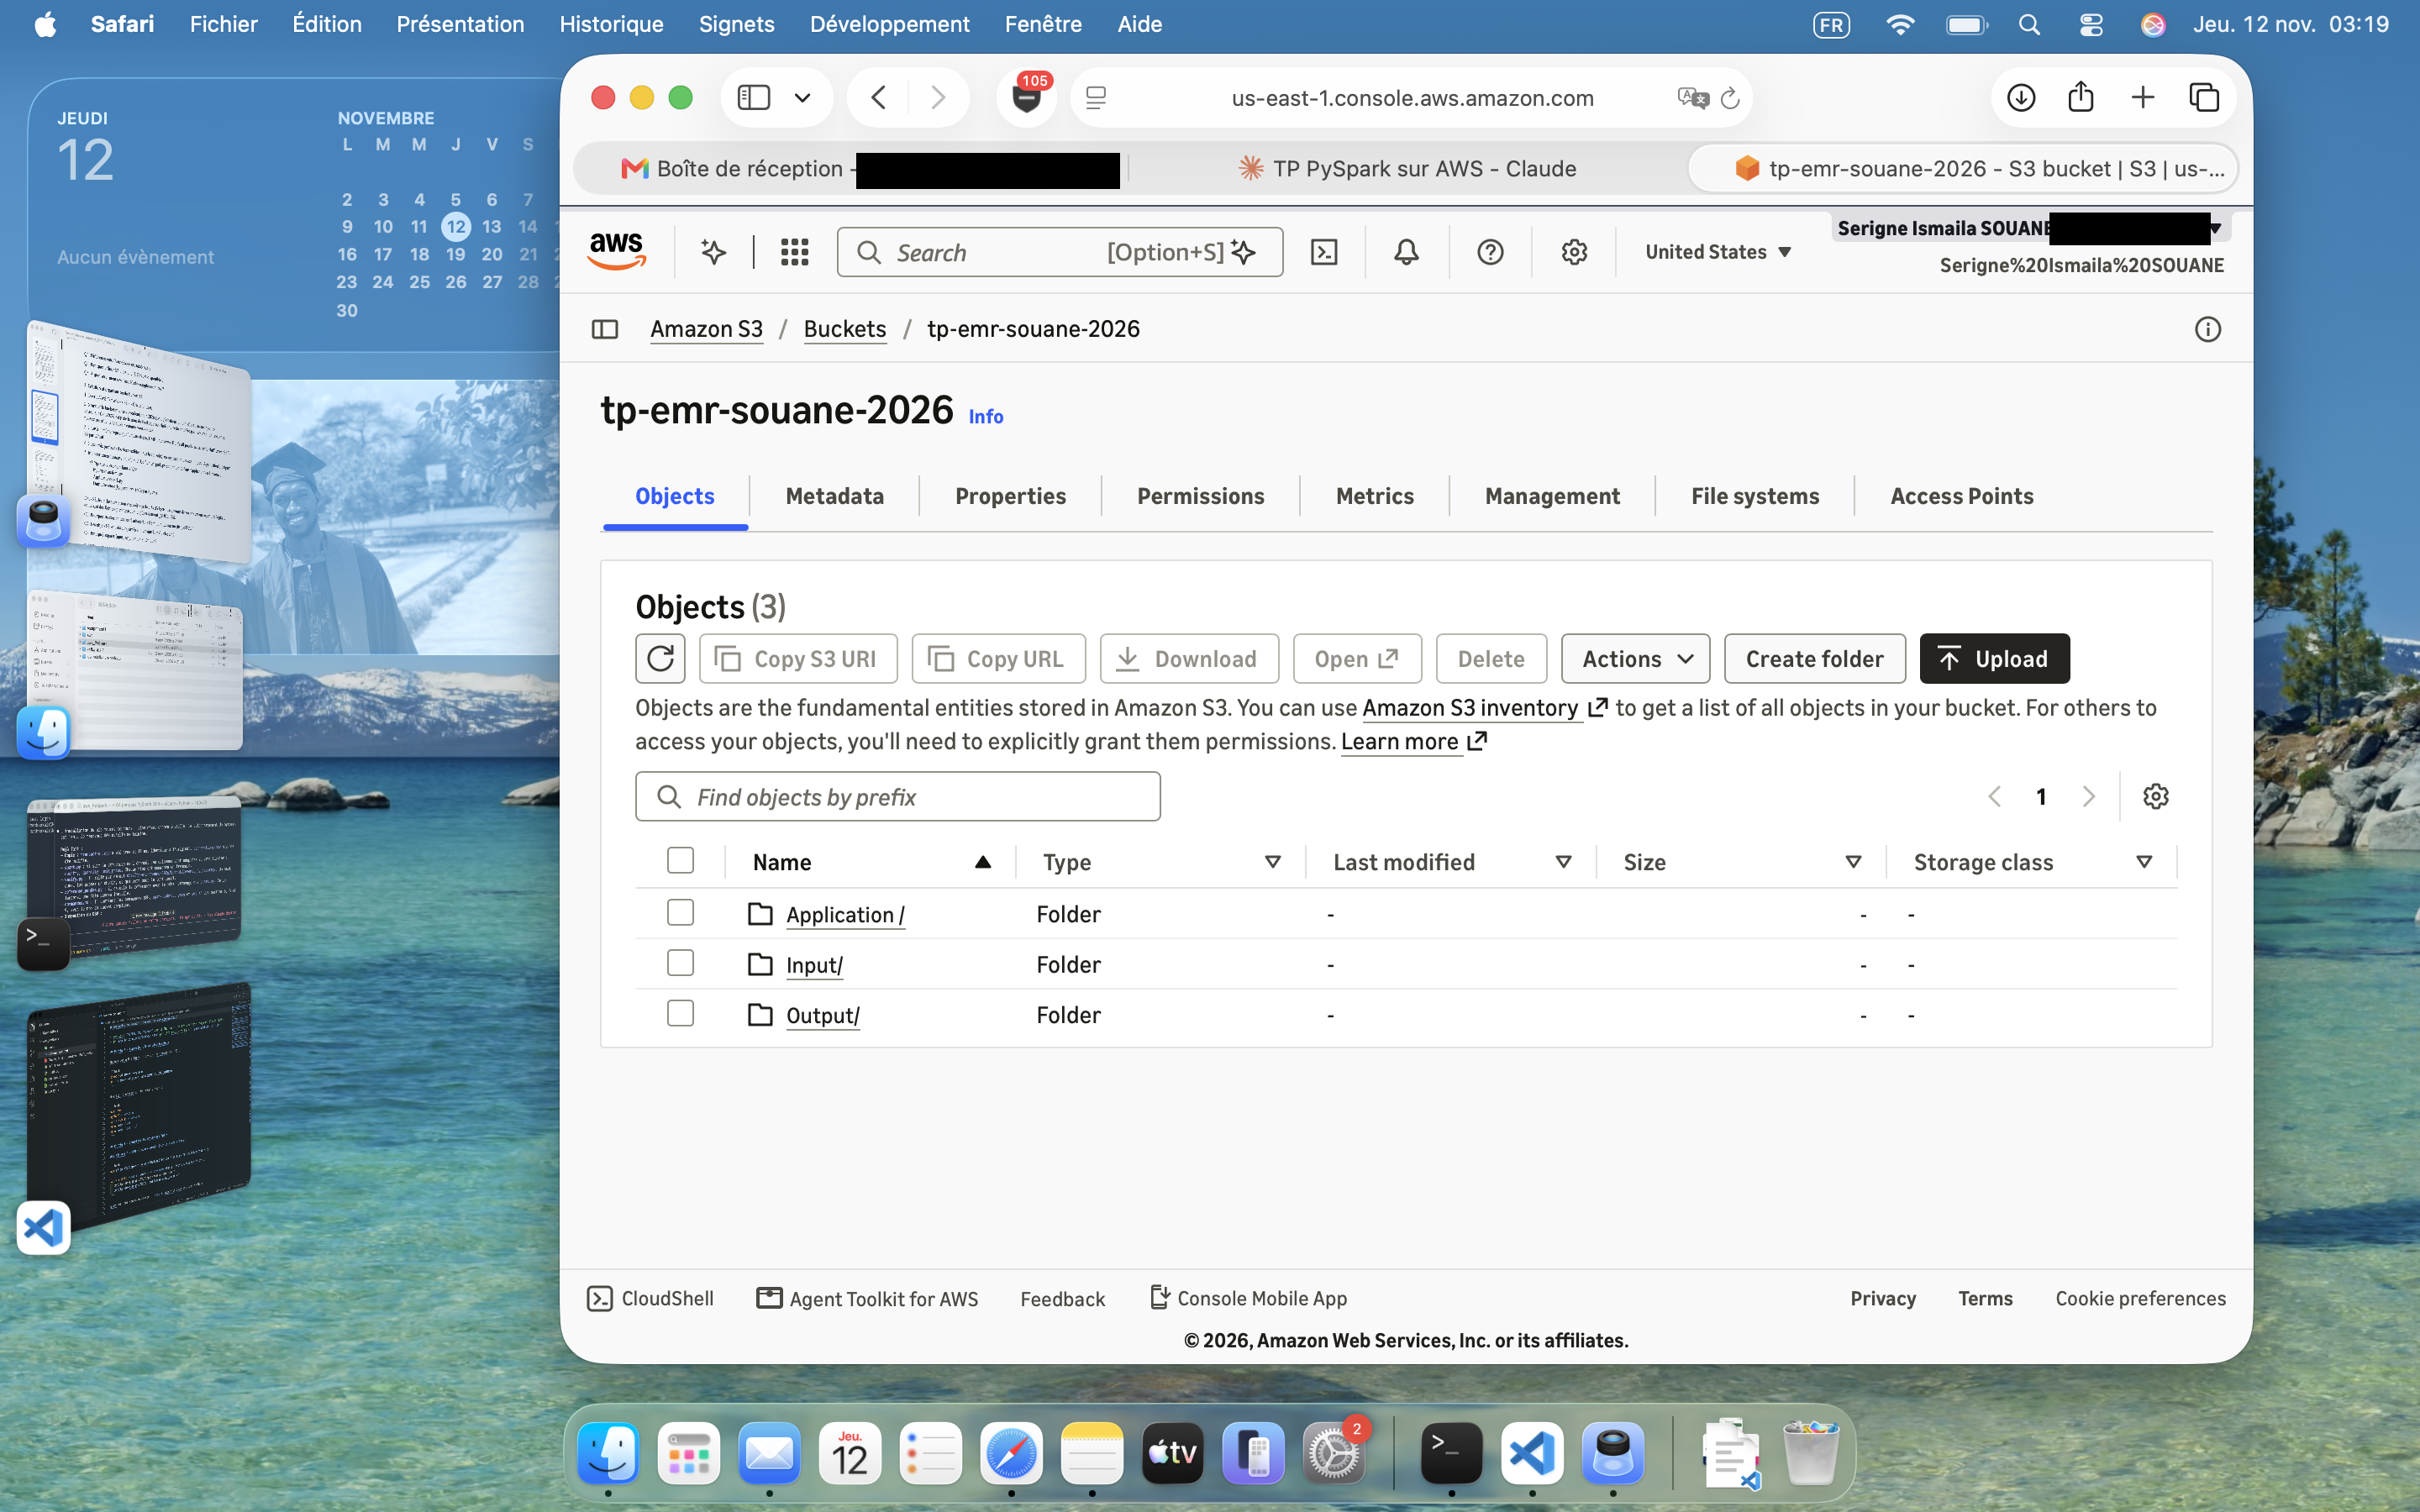 Safari Fichier Édition Présentation Historique Signets Développement Fenêtre Aide FR Jeu. 12 nov. 03:19
JEUDI
12
Aucun évènement
NOVEMBRE
L M M J V S
2 3 4 5 6 7
9 10 11 12 13 14
16 17 18 19 20 21
23 24 25 26 27 28
30
105
us-east-1.console.aws.amazon.com
Boîte de réception -
TP PySpark sur AWS - Claude
tp-emr-souane-2026 - S3 bucket | S3 | us-...
aws
Search [Option+S]
United States
Serigne Ismaila SOUANE
Serigne%20Ismaila%20SOUANE
Amazon S3 / Buckets / tp-emr-souane-2026
tp-emr-souane-2026 Info
Objects Metadata Properties Permissions Metrics Management File systems Access Points
Objects (3)
Copy S3 URI Copy URL Download Open Delete Actions Create folder Upload
Objects are the fundamental entities stored in Amazon S3. You can use Amazon S3 inventory to get a list of all objects in your bucket. For others to
access your objects, you'll need to explicitly grant them permissions. Learn more
Find objects by prefix
1
Name Type Last modified Size Storage class
Application / Folder - - -
Input/ Folder - - -
Output/ Folder - - -
CloudShell Agent Toolkit for AWS Feedback Console Mobile App Privacy Terms Cookie preferences
© 2026, Amazon Web Services, Inc. or its affiliates.
Jeu.
12
tv
2